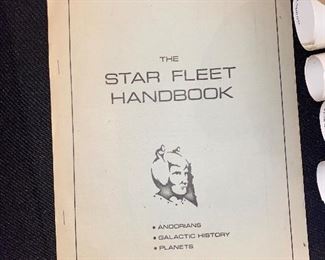 THE
STAR FLEET
HANDBOOK
• ANDORIANS
• GALACTIC HISTORY
• PLANETS